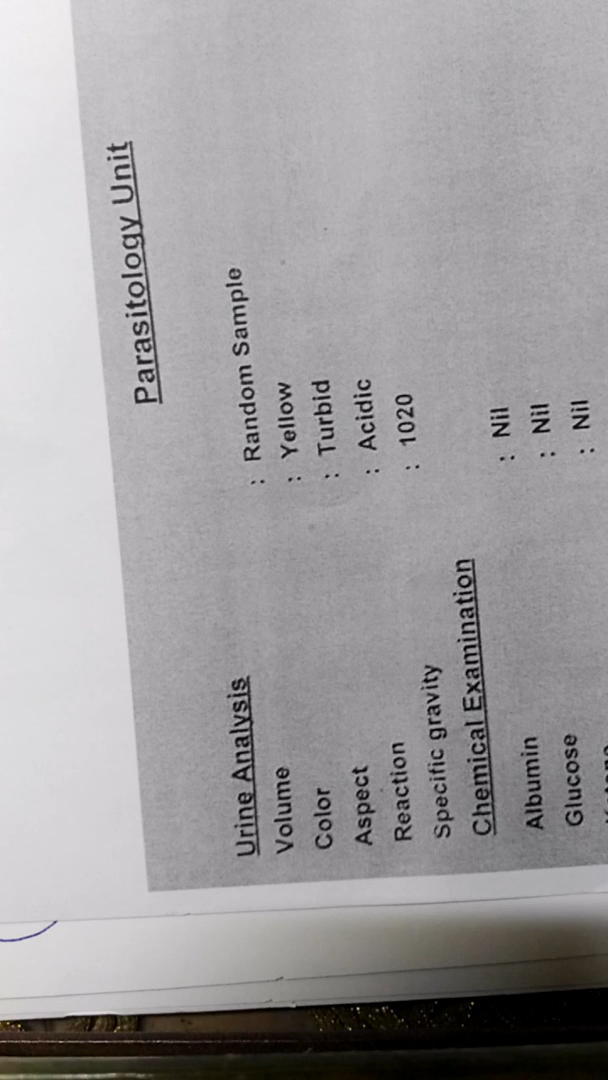 Parasitology Unit
Urine Analysis
Volume : Random Sample
Color : Yellow
Aspect : Turbid
Reaction : Acidic
Specific gravity : 1020
Chemical Examination
Albumin : Nil
Glucose : Nil
: Nil